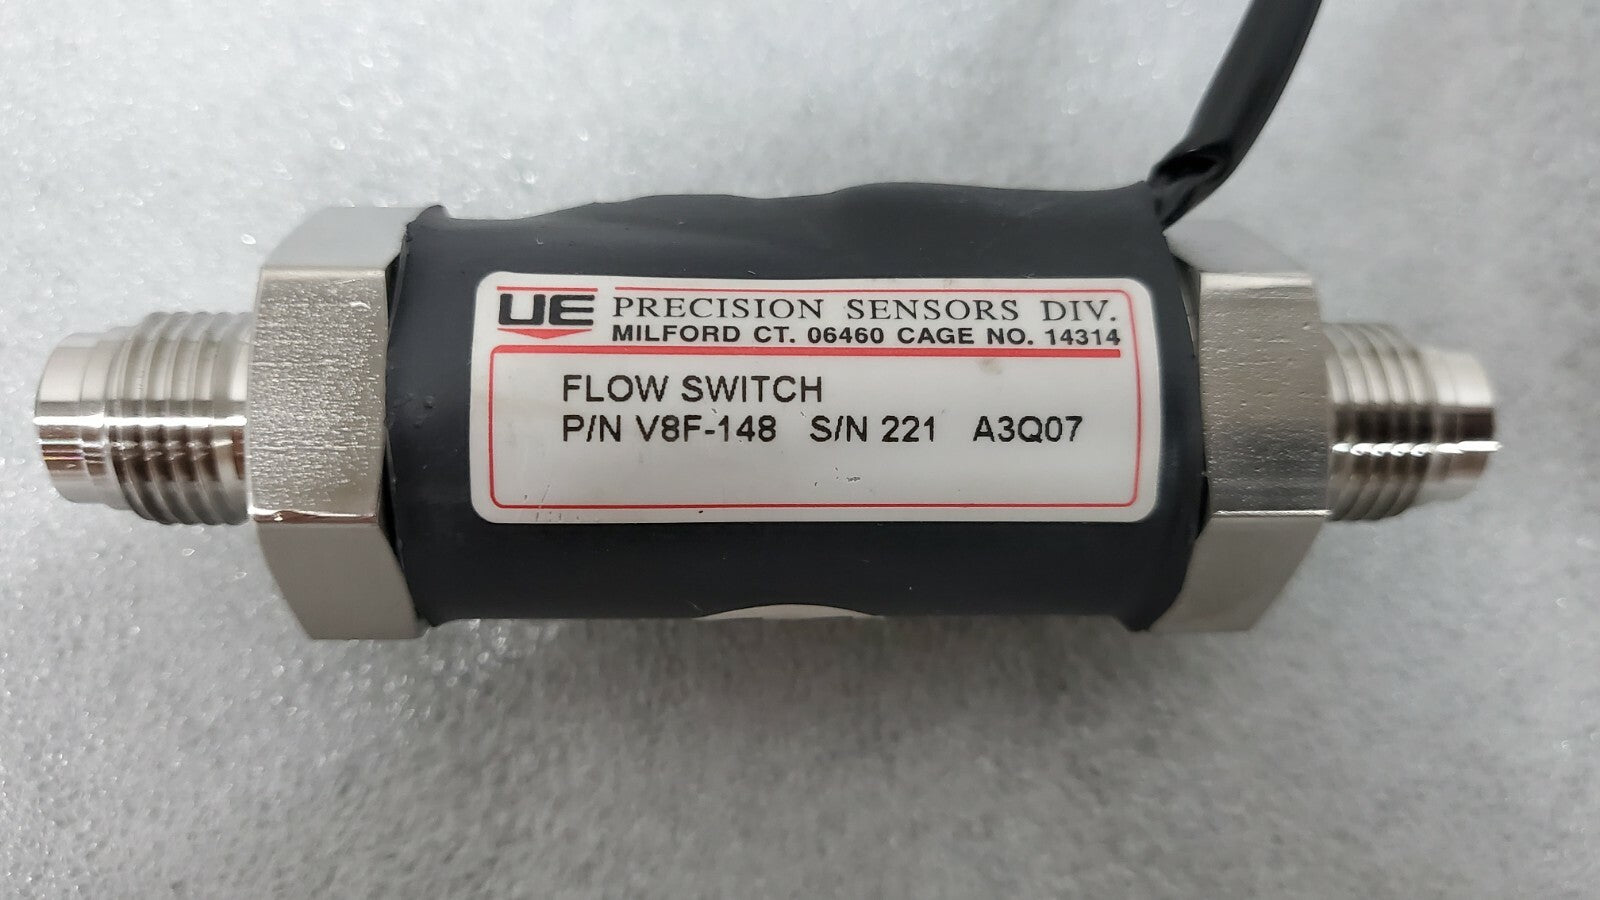 UE PRECISION SENSORS DIV.
MILFORD CT. 06460 CAGE NO. 14314
FLOW SWITCH
P/N V8F-148 S/N 221 A3Q07